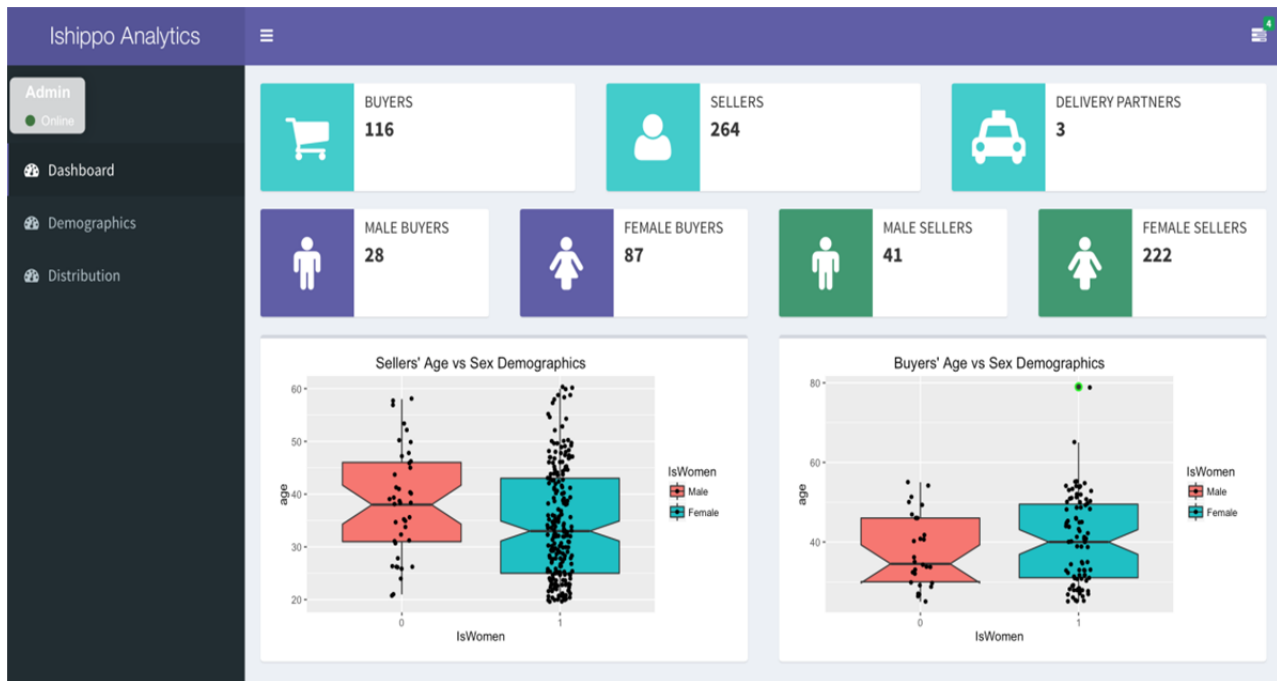 Ishippo Analytics
4
Admin
Online
Dashboard
Demographics
Distribution
BUYERS
116
SELLERS
264
DELIVERY PARTNERS
3
MALE BUYERS
28
FEMALE BUYERS
87
MALE SELLERS
41
FEMALE SELLERS
222
Sellers' Age vs Sex Demographics
60
50
40
30
20
age
0
1
IsWomen
IsWomen
Male
Female
Buyers' Age vs Sex Demographics
80
60
40
age
0
1
IsWomen
IsWomen
Male
Female